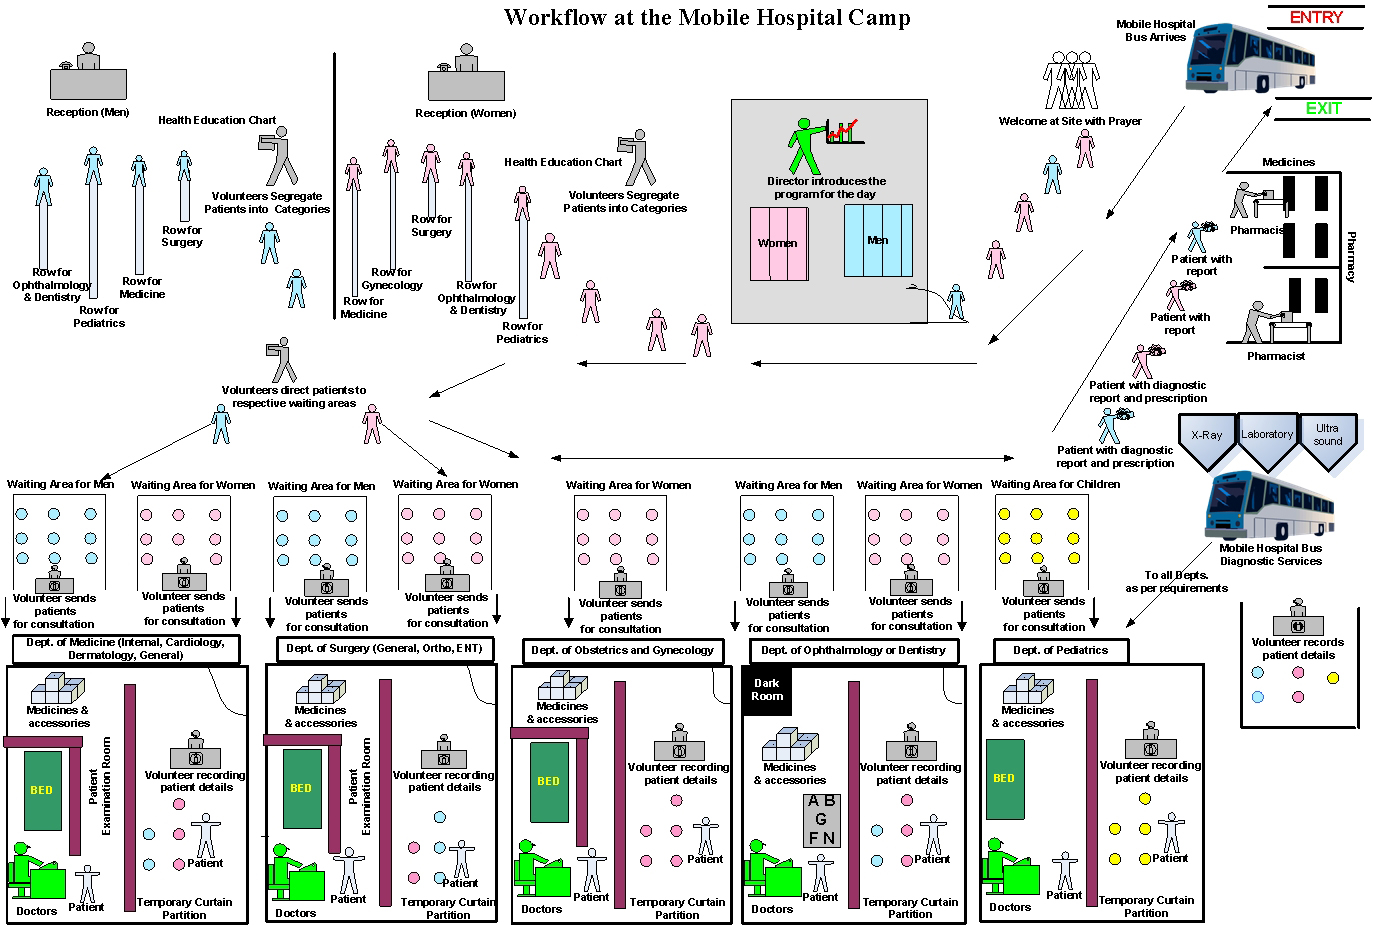 Workflow at the Mobile Hospital Camp
Mobile Hospital
Bus Arrives
ENTRY
EXIT
Reception (Men)
Health Education Chart
Volunteers Segregate
Patients into Categories
Row for
Ophthalmology
& Dentistry
Row for
Pediatrics
Row for
Medicine
Row for
Surgery
Reception (Women)
Health Education Chart
Volunteers Segregate
Patients into Categories
Row for
Medicine
Row for
Gynecology
Row for
Surgery
Row for
Ophthalmology
& Dentistry
Row for
Pediatrics
Director introduces the
program for the day
Women
Men
Welcome at Site with Prayer
Medicines
Pharmacist
Pharmacy
Pharmacist
Patient with
report
Patient with
report
Patient with diagnostic
report and prescription
Patient with diagnostic
report and prescription
Volunteers direct patients to
respective waiting areas
X-Ray
Laboratory
Ultra
sound
Mobile Hospital Bus
Diagnostic Services
To all Depts.
as per requirements
Volunteer records
patient details
Waiting Area for Men
Waiting Area for Women
Waiting Area for Men
Waiting Area for Women
Waiting Area for Women
Waiting Area for Men
Waiting Area for Women
Waiting Area for Children
Volunteer sends
patients
for consultation
Volunteer sends
patients
for consultation
Volunteer sends
patients
for consultation
Volunteer sends
patients
for consultation
Volunteer sends
patients
for consultation
Volunteer sends
patients
for consultation
Volunteer sends
patients
for consultation
Volunteer sends
patients
for consultation
Dept. of Medicine (Internal, Cardiology,
Dermatology, General)
Medicines &
accessories
BED
Patient
Examination Room
Volunteer recording
patient details
Patient
Doctors
Patient
Temporary Curtain
Partition
Dept. of Surgery (General, Ortho, ENT)
Medicines
& accessories
BED
Patient
Examination Room
Volunteer recording
patient details
Patient
Doctors
Patient
Temporary Curtain
Partition
Dept. of Obstetrics and Gynecology
Medicines
& accessories
BED
Volunteer recording
patient details
Patient
Doctors
Patient
Temporary Curtain
Partition
Dept. of Ophthalmology or Dentistry
Dark
Room
Medicines
& accessories
A B
G
F N
Volunteer recording
patient details
Patient
Doctors
Patient
Temporary Curtain
Partition
Dept. of Pediatrics
Medicines
& accessories
BED
Volunteer recording
patient details
Patient
Doctors
Patient
Temporary Curtain
Partition